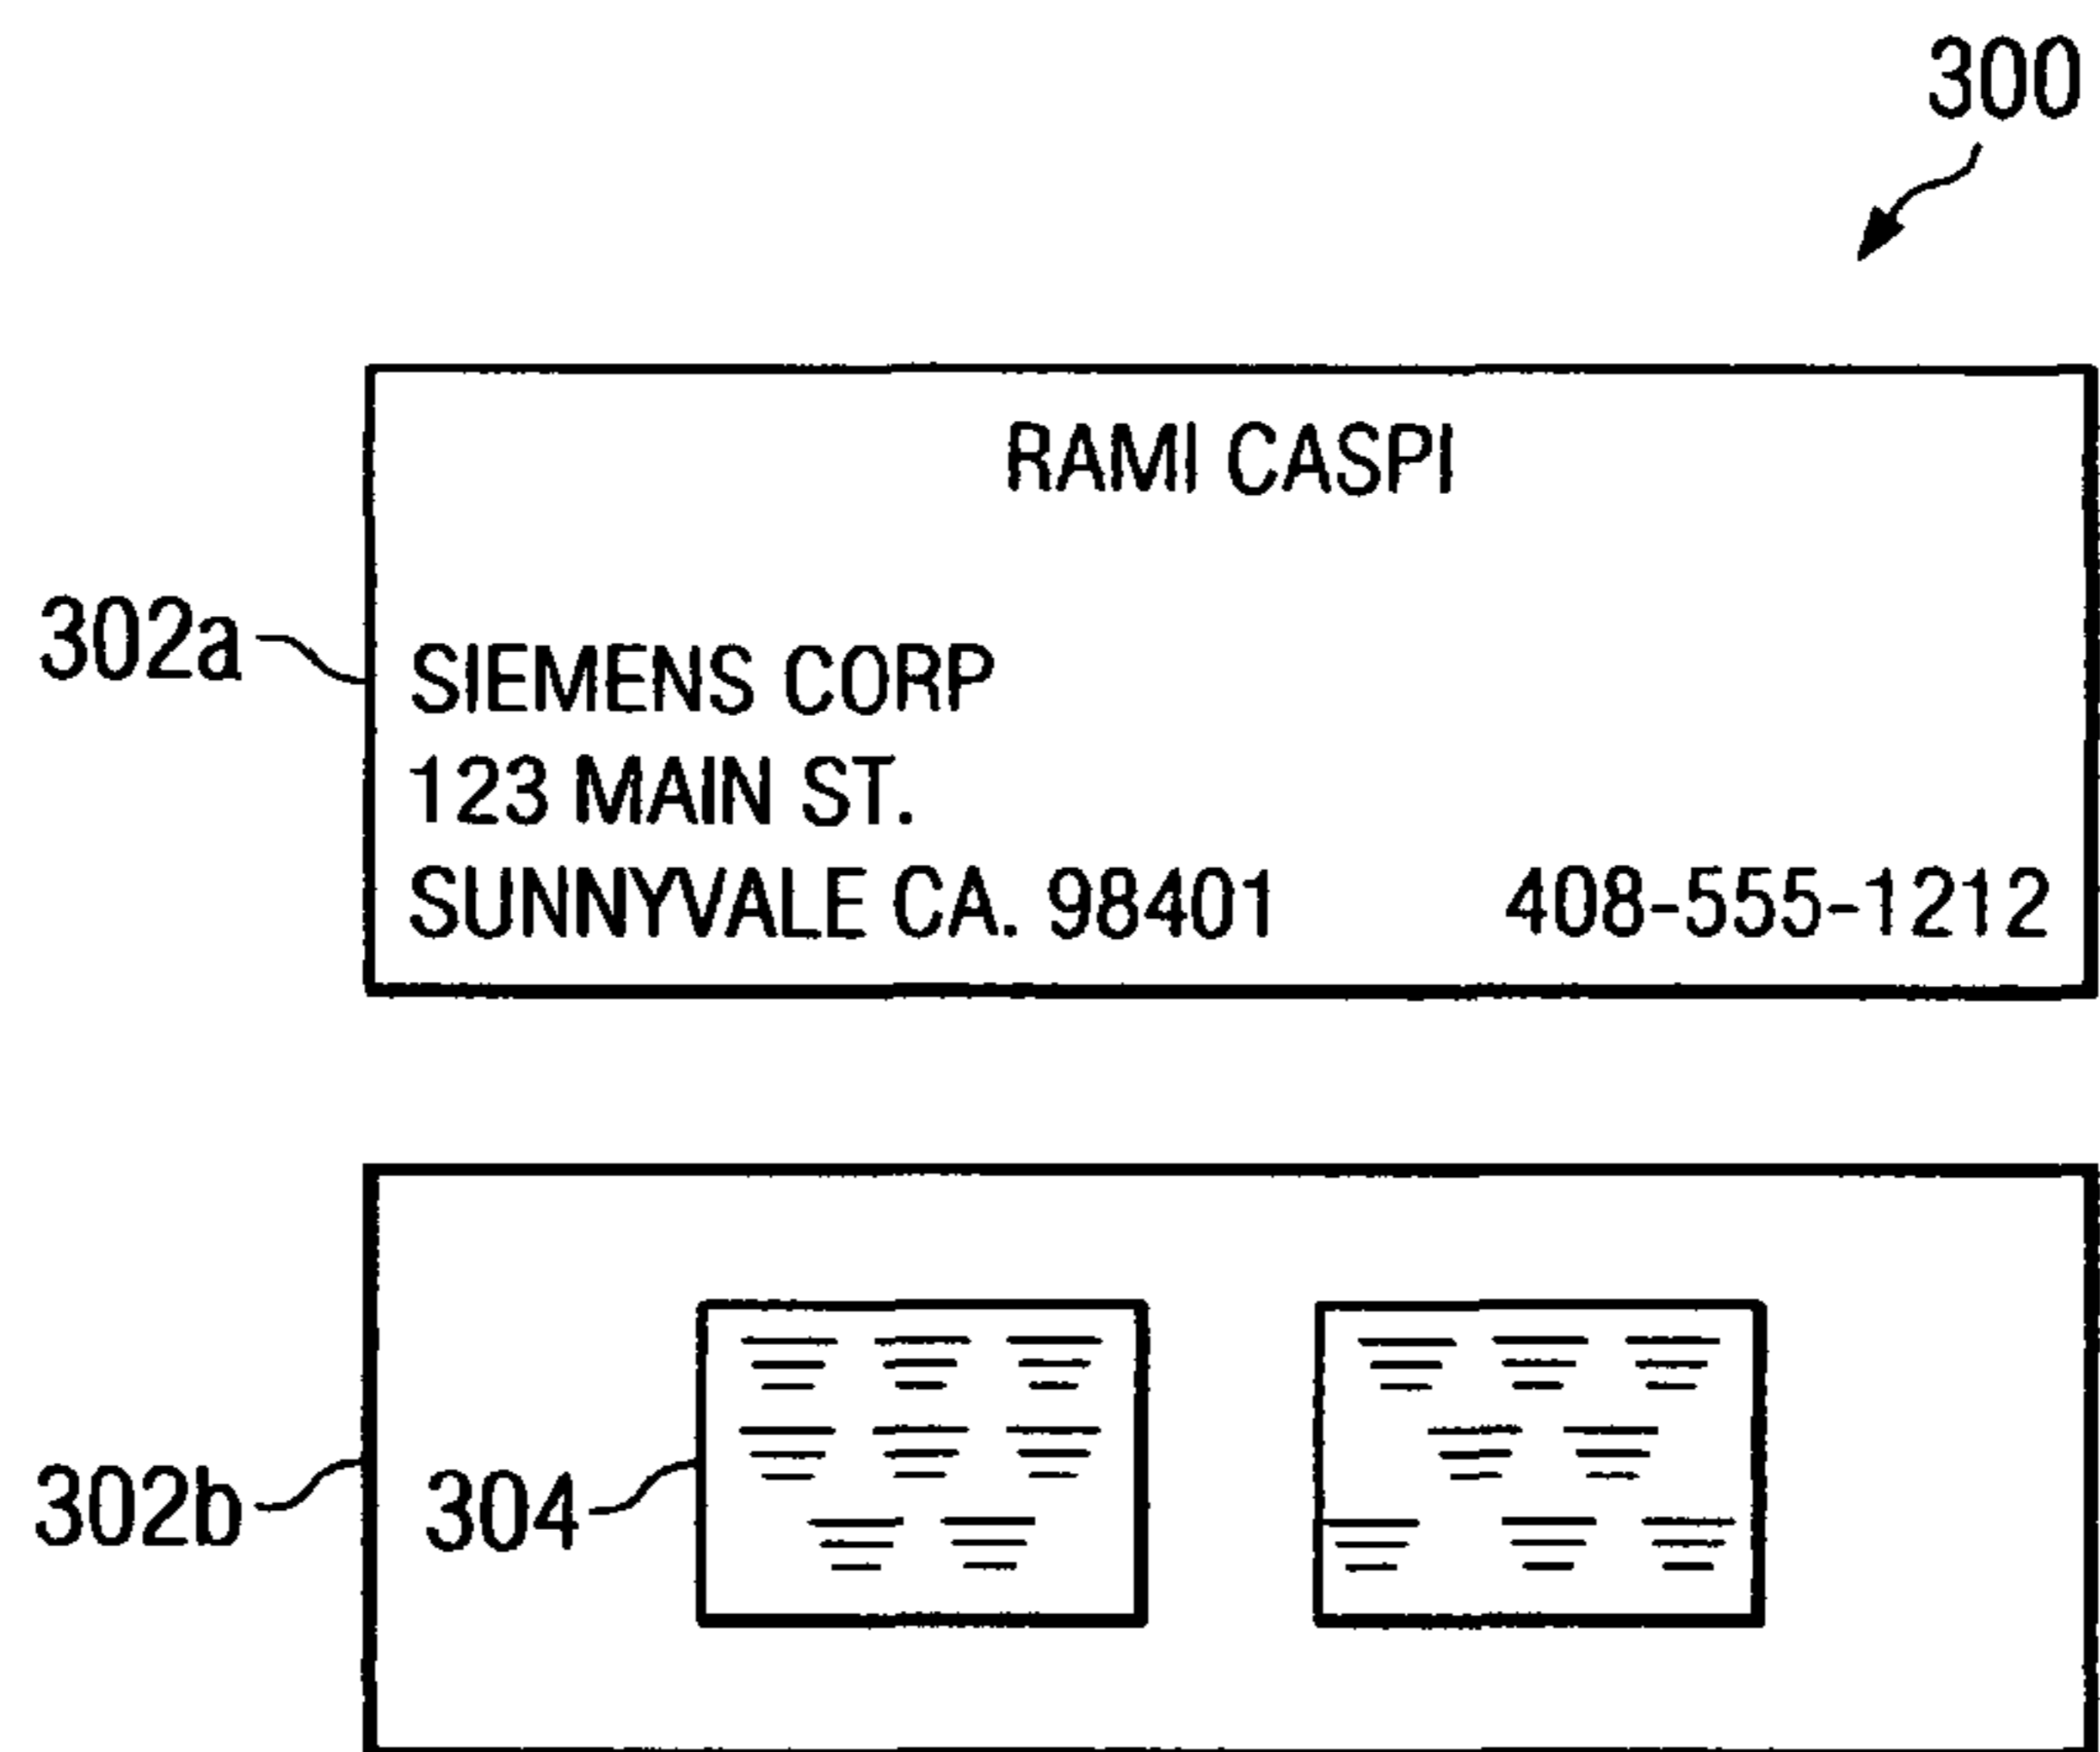 300
RAMI CASPI
302a
SIEMENS CORP
123 MAIN ST.
SUNNYVALE CA. 98401 408-555-1212
302b
304